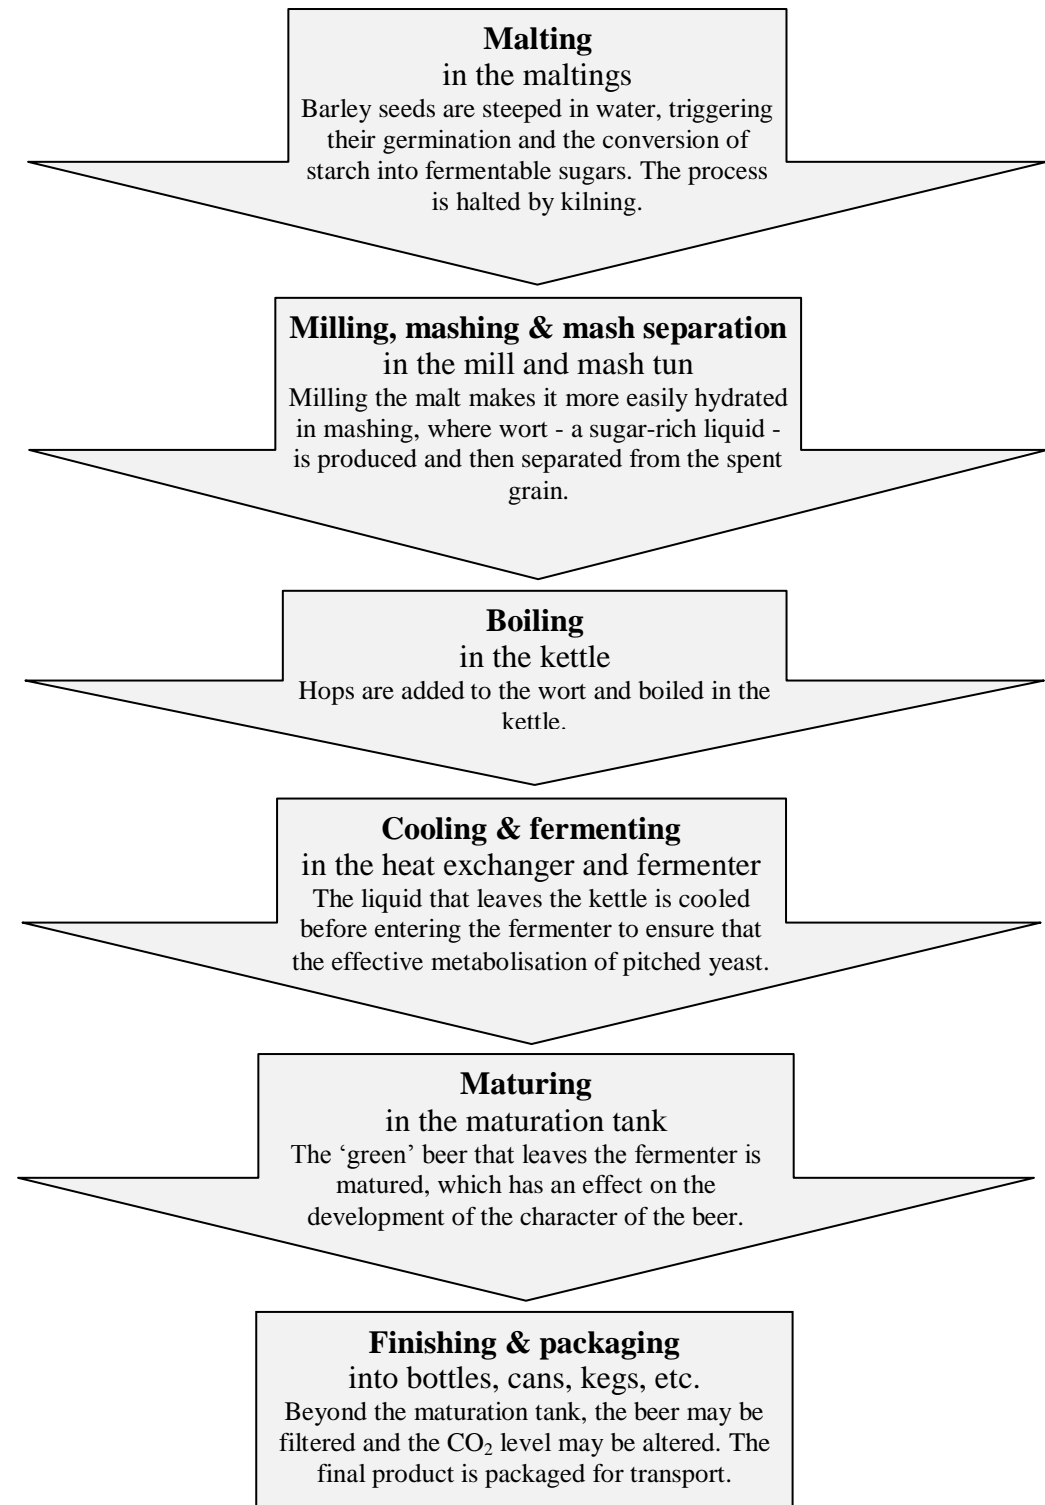 Malting
in the maltings
Barley seeds are steeped in water, triggering
their germination and the conversion of
starch into fermentable sugars. The process
is halted by kilning.
Milling, mashing & mash separation
in the mill and mash tun
Milling the malt makes it more easily hydrated
in mashing, where wort - a sugar-rich liquid -
is produced and then separated from the spent
grain.
Boiling
in the kettle
Hops are added to the wort and boiled in the
kettle.
Cooling & fermenting
in the heat exchanger and fermenter
The liquid that leaves the kettle is cooled
before entering the fermenter to ensure that
the effective metabolisation of pitched yeast.
Maturing
in the maturation tank
The ‘green’ beer that leaves the fermenter is
matured, which has an effect on the
development of the character of the beer.
Finishing & packaging
into bottles, cans, kegs, etc.
Beyond the maturation tank, the beer may be
filtered and the CO₂ level may be altered. The
final product is packaged for transport.